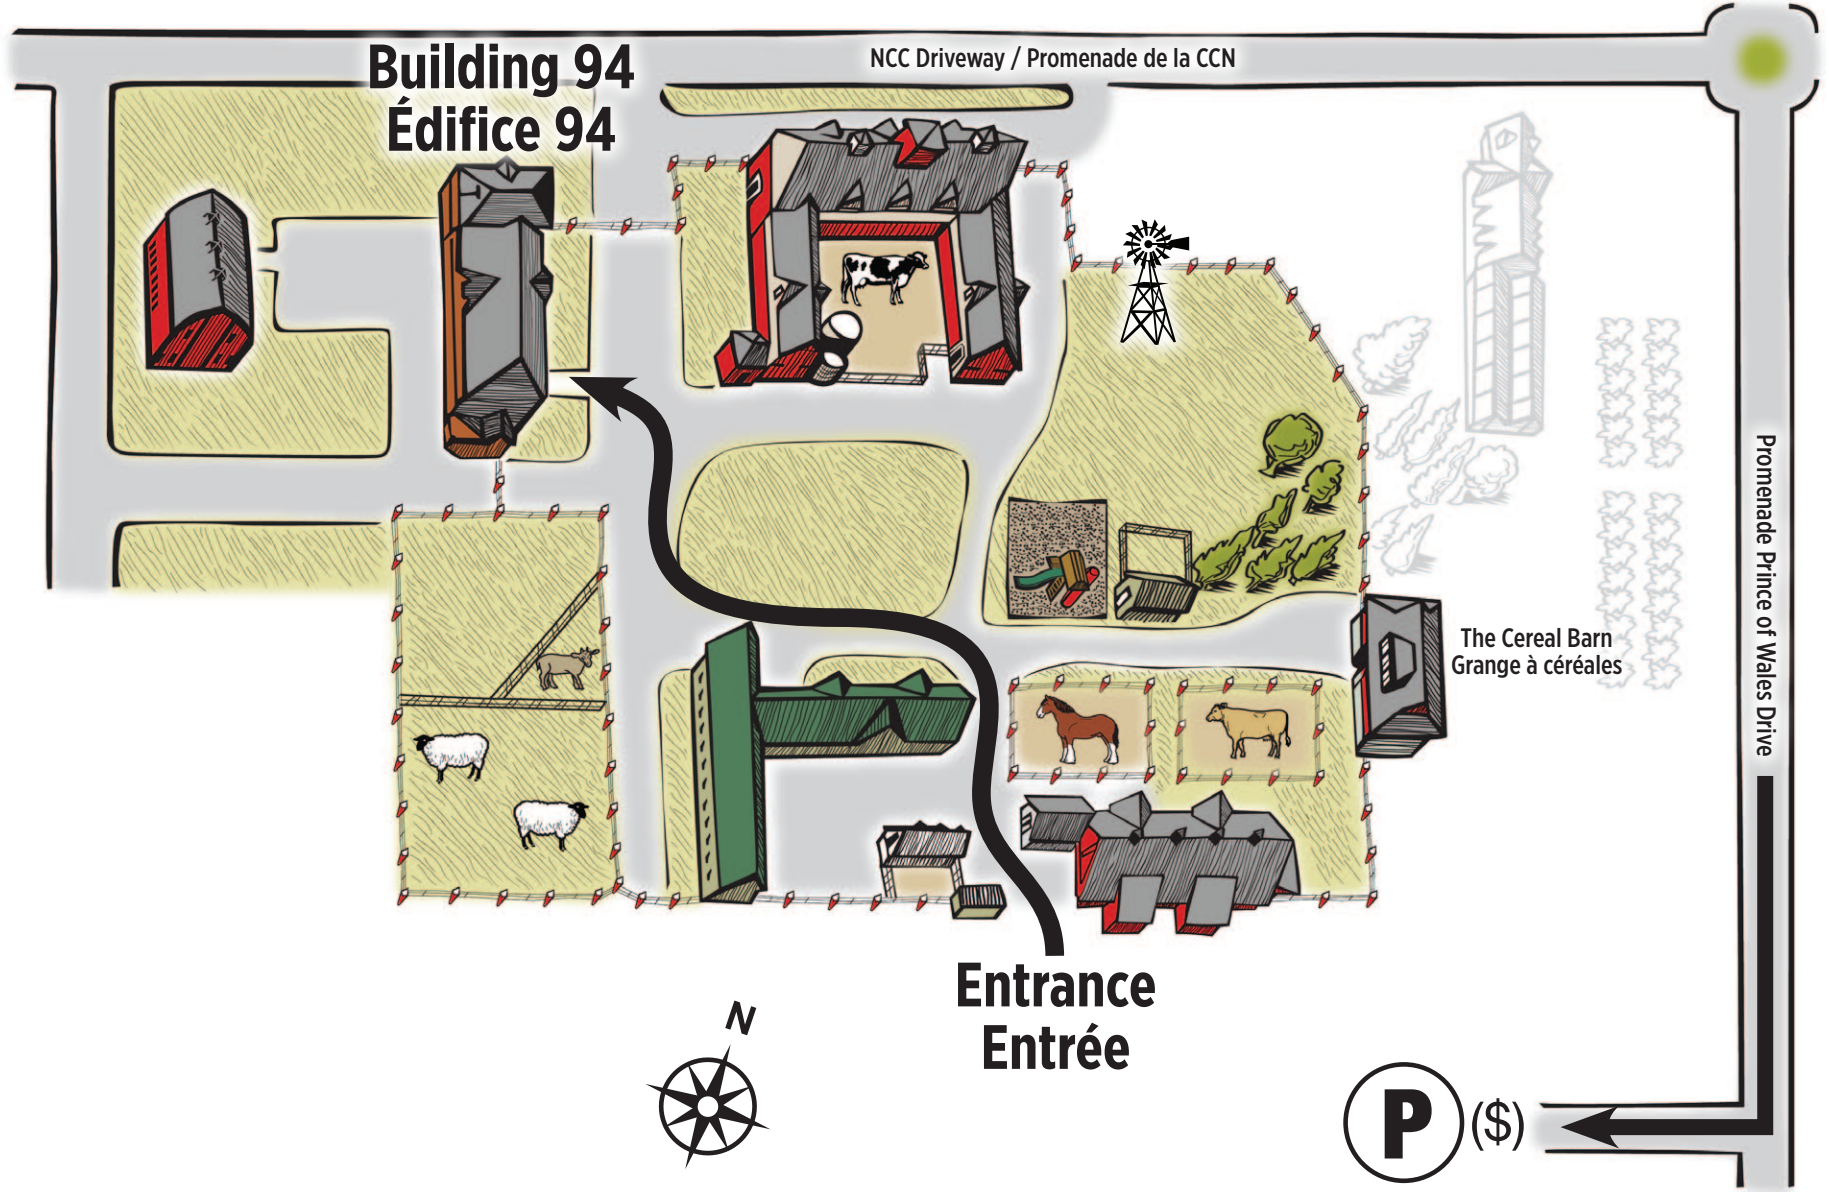 NCC Driveway / Promenade de la CCN
Building 94
Édifice 94
Promenade Prince of Wales Drive
The Cereal Barn
Grange à céréales
Entrance
Entrée
N
P ($)